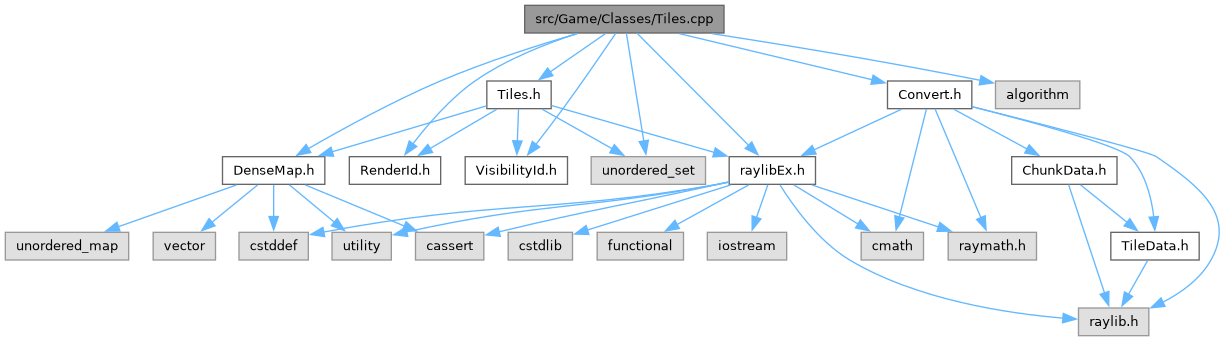 src/Game/Classes/Tiles.cpp
Tiles.h
Convert.h
algorithm
DenseMap.h
RenderId.h
VisibilityId.h
unordered_set
raylibEx.h
ChunkData.h
unordered_map
vector
cstddef
utility
cassert
cstdlib
functional
iostream
cmath
raymath.h
TileData.h
raylib.h